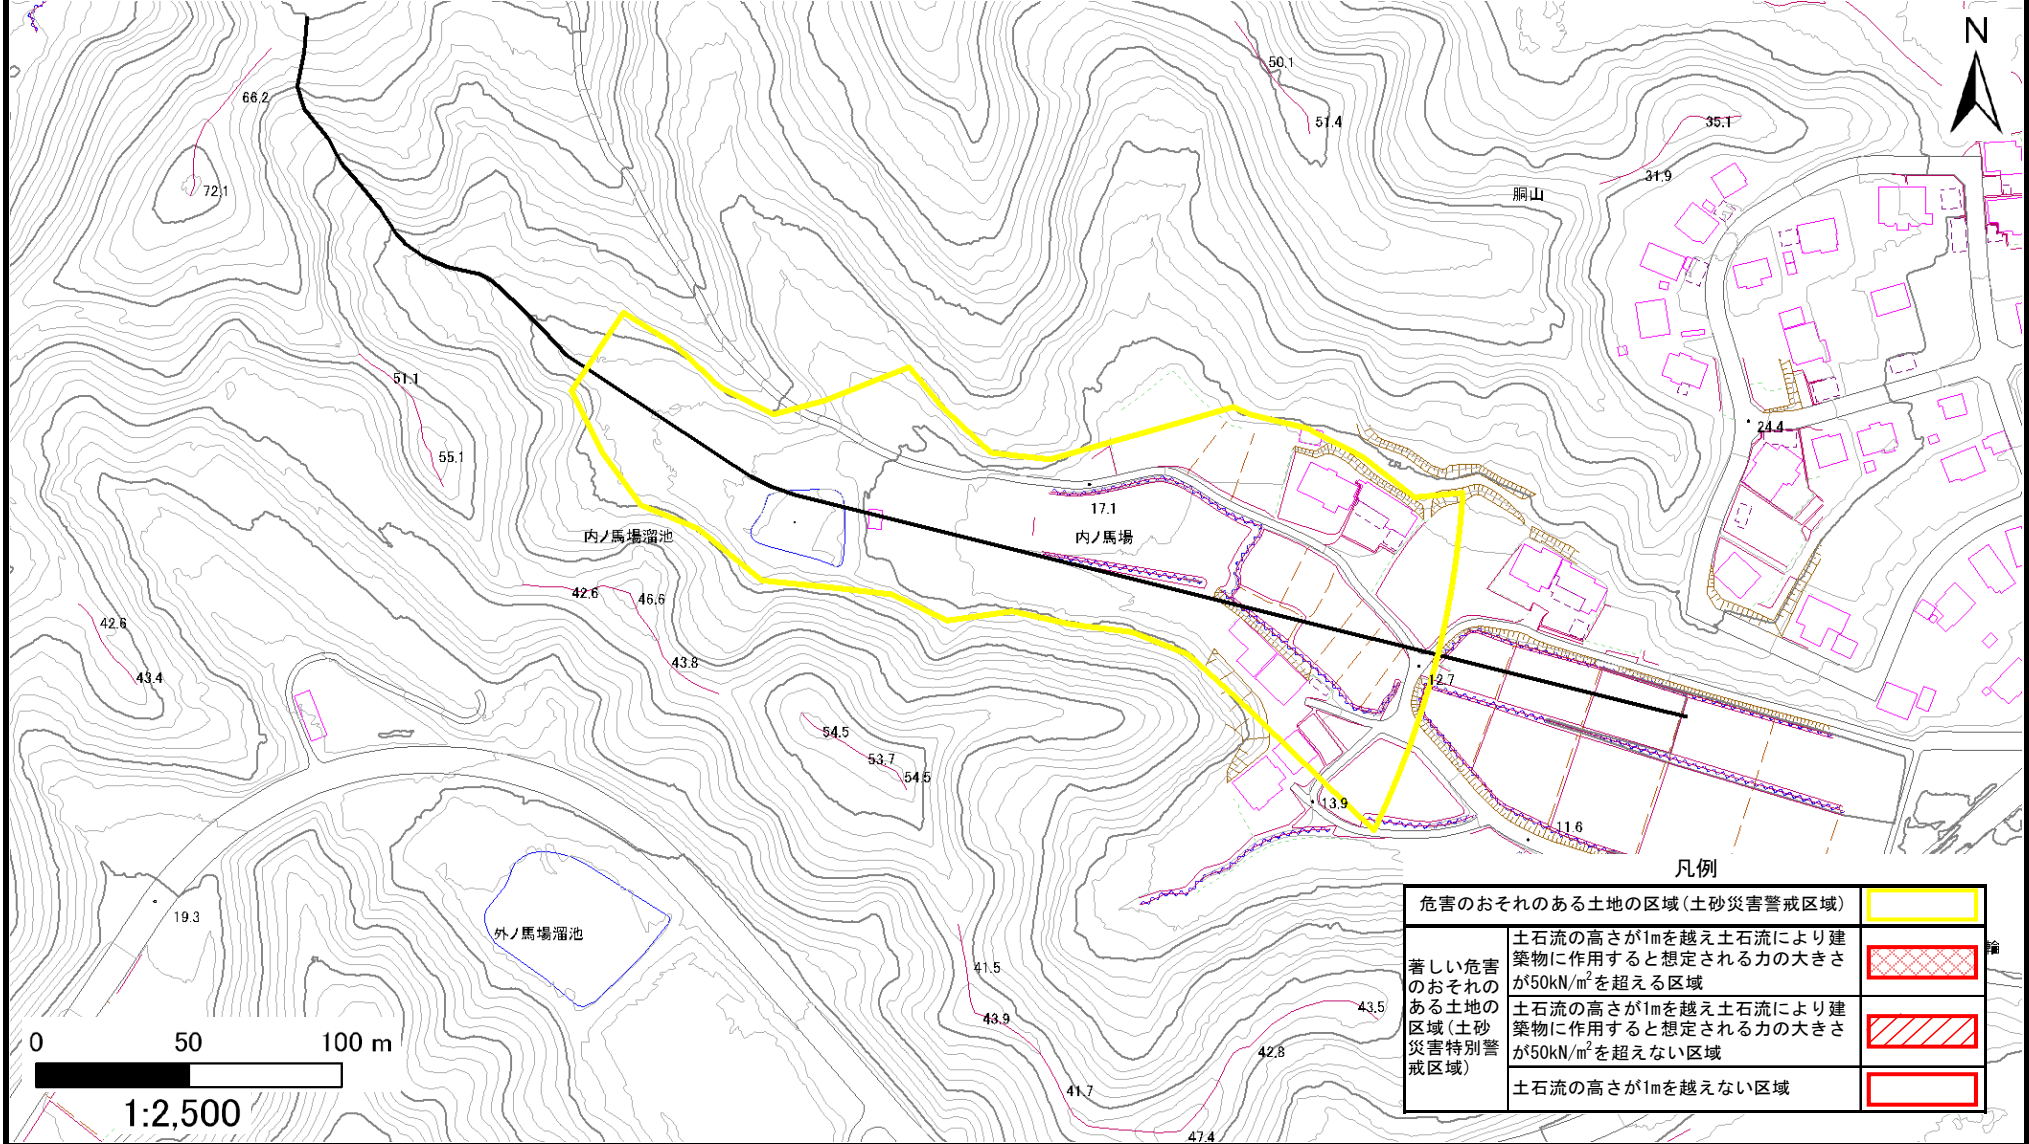 N
50.1
66.2
51.4
35.1
31.9
72.1
胴山
51.1
24.4
55.1
17.1
内ノ馬場溜池
内ノ馬場
42.6
46.6
42.6
43.8
43.4
12.7
54.5
53.7
54.5
13.9
11.6
凡例
危害のおそれのある土地の区域(土砂災害警戒区域)
著しい危害
のおそれの
ある土地の
区域(土砂
災害特別警
戒区域)
土石流の高さが1mを越え土石流により建
築物に作用すると想定される力の大きさ
が50kN/m²を超える区域
土石流の高さが1mを越え土石流により建
築物に作用すると想定される力の大きさ
が50kN/m²を超えない区域
土石流の高さが1mを越えない区域
19.3
外ノ馬場溜池
41.5
43.9
43.5
42.8
41.7
47.4
0 50 100 m
1:2,500